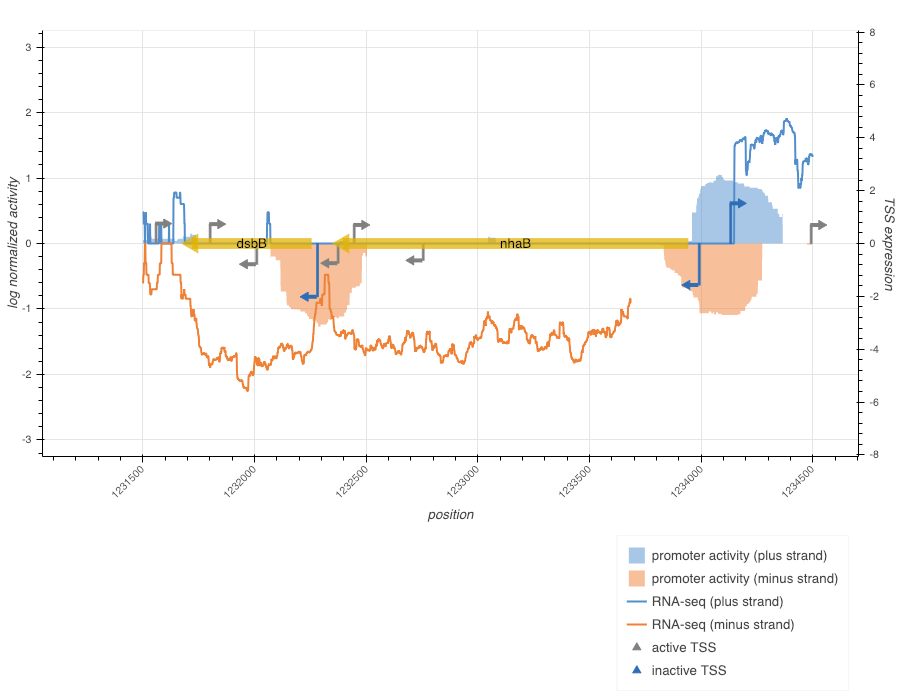 3
2
1
0
-1
-2
-3
log normalized activity
8
6
4
2
0
-2
-4
-6
-8
TSS expression
dsbB
nhaB
1231500
1232000
1232500
1233000
1233500
1234000
1234500
position
promoter activity (plus strand)
promoter activity (minus strand)
RNA-seq (plus strand)
RNA-seq (minus strand)
active TSS
inactive TSS